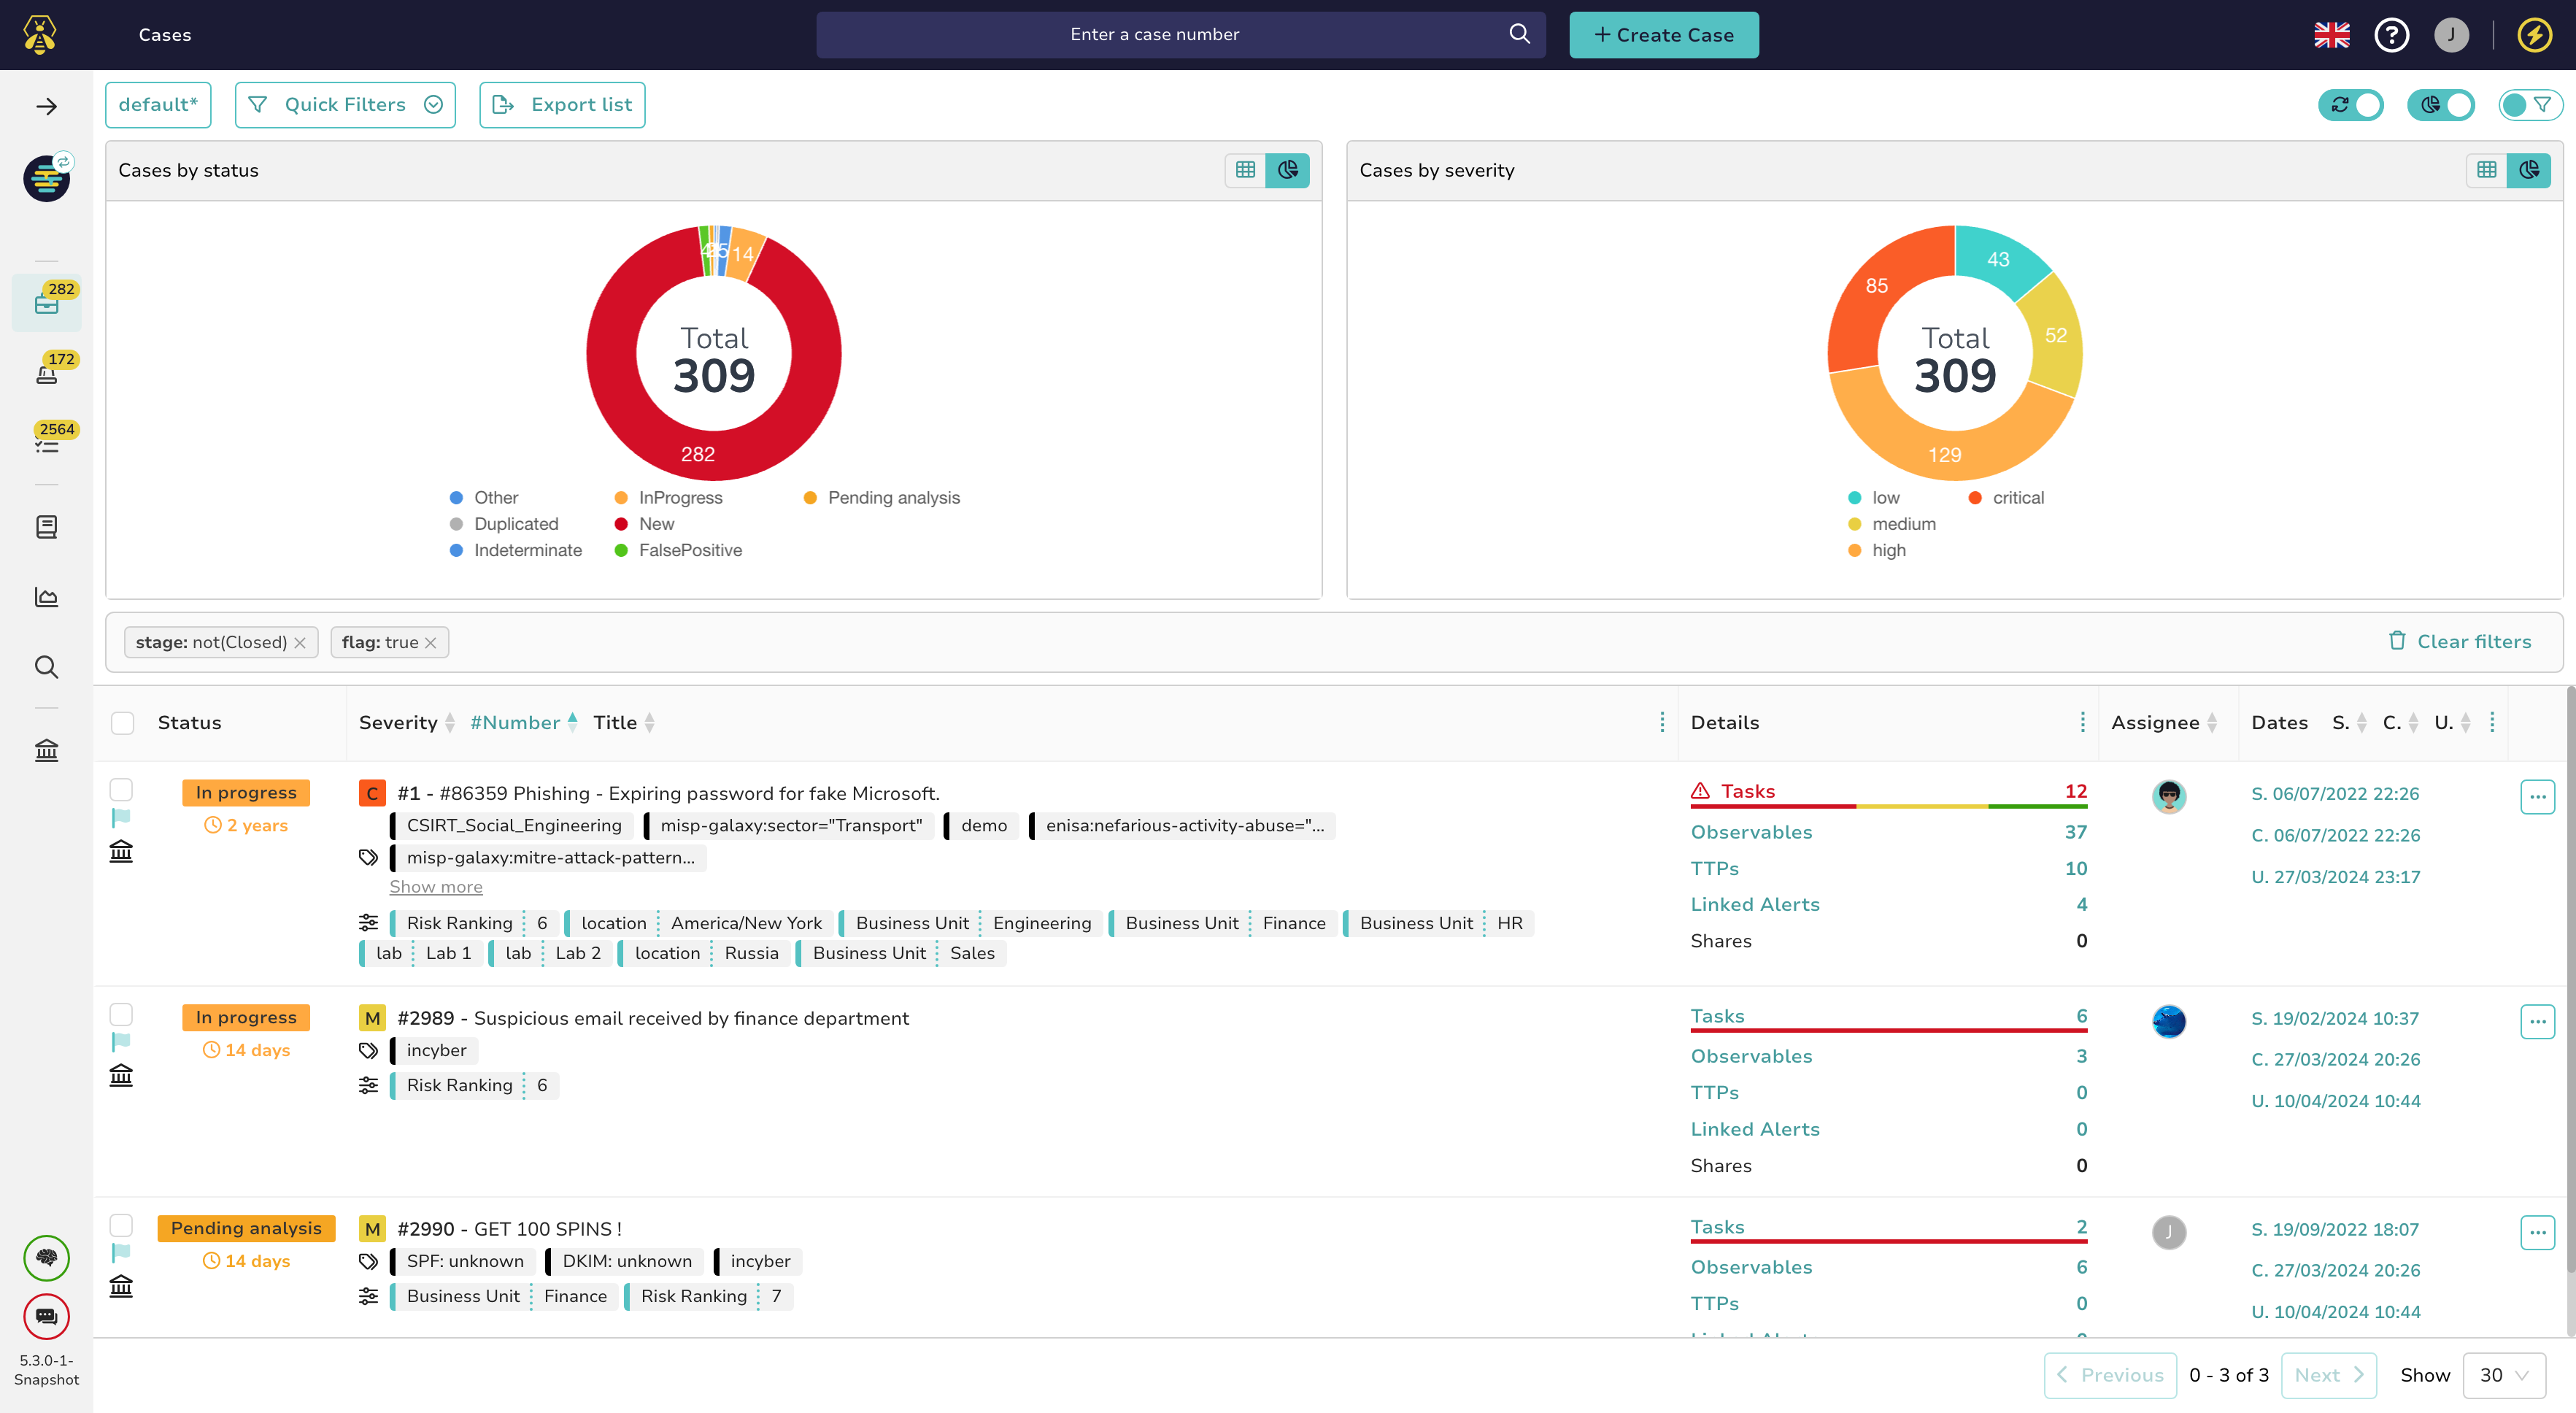 Cases
Enter a case number
+ Create Case
J
default*
Quick Filters
Export list
282
172
2564
5.3.0-1-
Snapshot
Cases by status
14
5
282
Total
309
Other
InProgress
Pending analysis
Duplicated
New
Indeterminate
FalsePositive
Cases by severity
43
52
129
85
Total
309
low
critical
medium
high
stage: not(Closed)
flag: true
Clear filters
Status
Severity
#Number
Title
Details
Assignee
Dates S. C. U.
In progress
2 years
C #1 - #86359 Phishing - Expiring password for fake Microsoft.
CSIRT_Social_Engineering misp-galaxy:sector="Transport" demo enisa:nefarious-activity-abuse="...
misp-galaxy:mitre-attack-pattern...
Show more
Risk Ranking 6 location America/New York Business Unit Engineering Business Unit Finance Business Unit HR
lab Lab 1 lab Lab 2 location Russia Business Unit Sales
Tasks 12
Observables 37
TTPs 10
Linked Alerts 4
Shares 0
S. 06/07/2022 22:26
C. 06/07/2022 22:26
U. 27/03/2024 23:17
In progress
14 days
M #2989 - Suspicious email received by finance department
incyber
Risk Ranking 6
Tasks 6
Observables 3
TTPs 0
Linked Alerts 0
Shares 0
S. 19/02/2024 10:37
C. 27/03/2024 20:26
U. 10/04/2024 10:44
Pending analysis
14 days
M #2990 - GET 100 SPINS !
SPF: unknown DKIM: unknown incyber
Business Unit Finance Risk Ranking 7
Tasks 2
Observables 6
TTPs 0
J
S. 19/09/2022 18:07
C. 27/03/2024 20:26
U. 10/04/2024 10:44
Previous
0 - 3 of 3
Next
Show
30